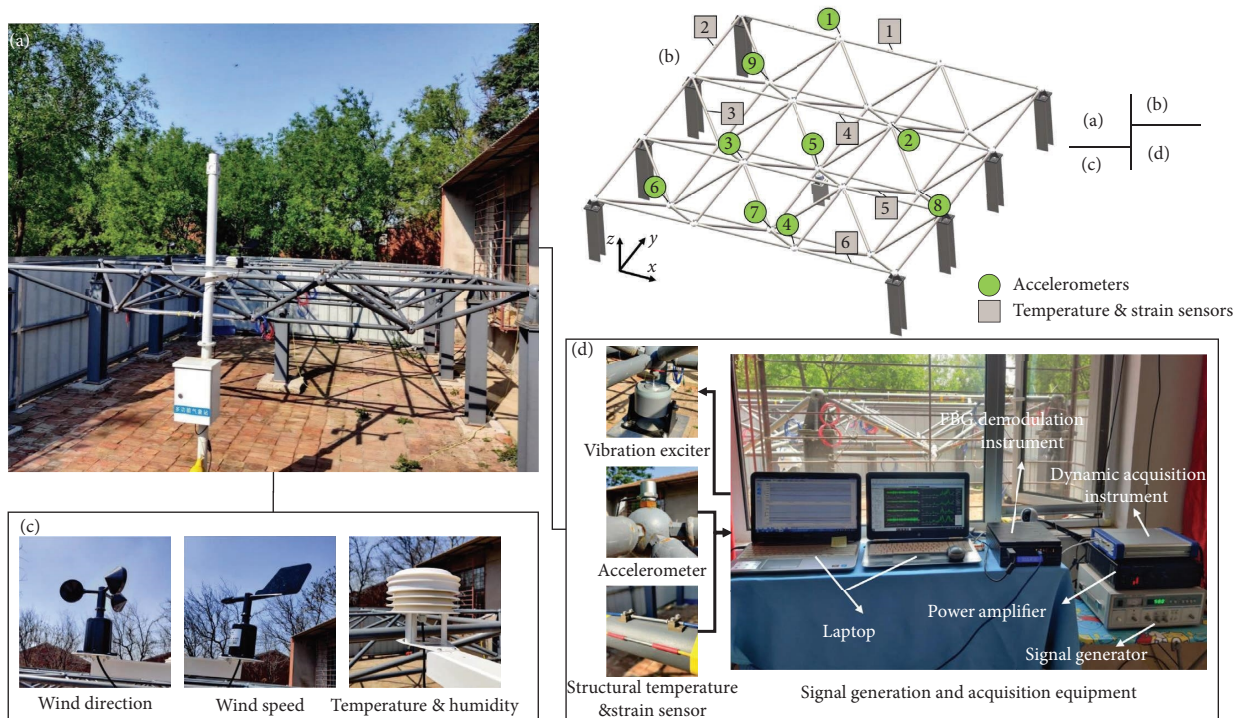 (a)
(b)
1
1
2
9
3
4
3
5
2
6
7
4
5
8
6
z
y
x
Accelerometers
Temperature & strain sensors
(a)
(b)
(c)
(d)
(c)
Wind direction
Wind speed
Temperature & humidity
(d)
Vibration exciter
Accelerometer
Structural temperature
&strain sensor
FBG demodulation
instrument
Dynamic acquisition
instrument
Laptop
Power amplifier
Signal generator
Signal generation and acquisition equipment